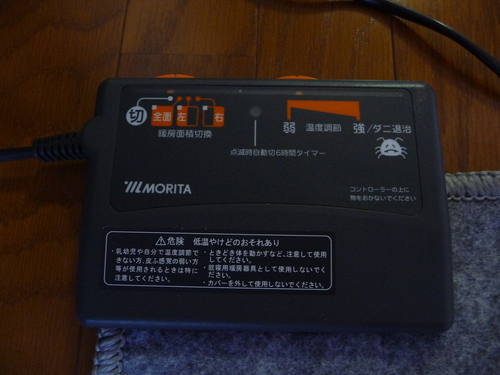 切 全面 左 右
暖房面積切換
弱 温度調節 強/ダニ退治
点滅時自動切6時間タイマー
MORITA
コントローラーの上に
物をおかないでください
⚠危険 低温やけどのおそれあり
・乳幼児や自分で温度調節で
きない方、皮ふ感覚の弱い方
等が使用されるときは特に
注意してください。
・ときどき体を動かすなど、注意して使用
してください。
・就寝用暖房器具として使用しないでく
ださい。
・カバーを外して使用しないでください。